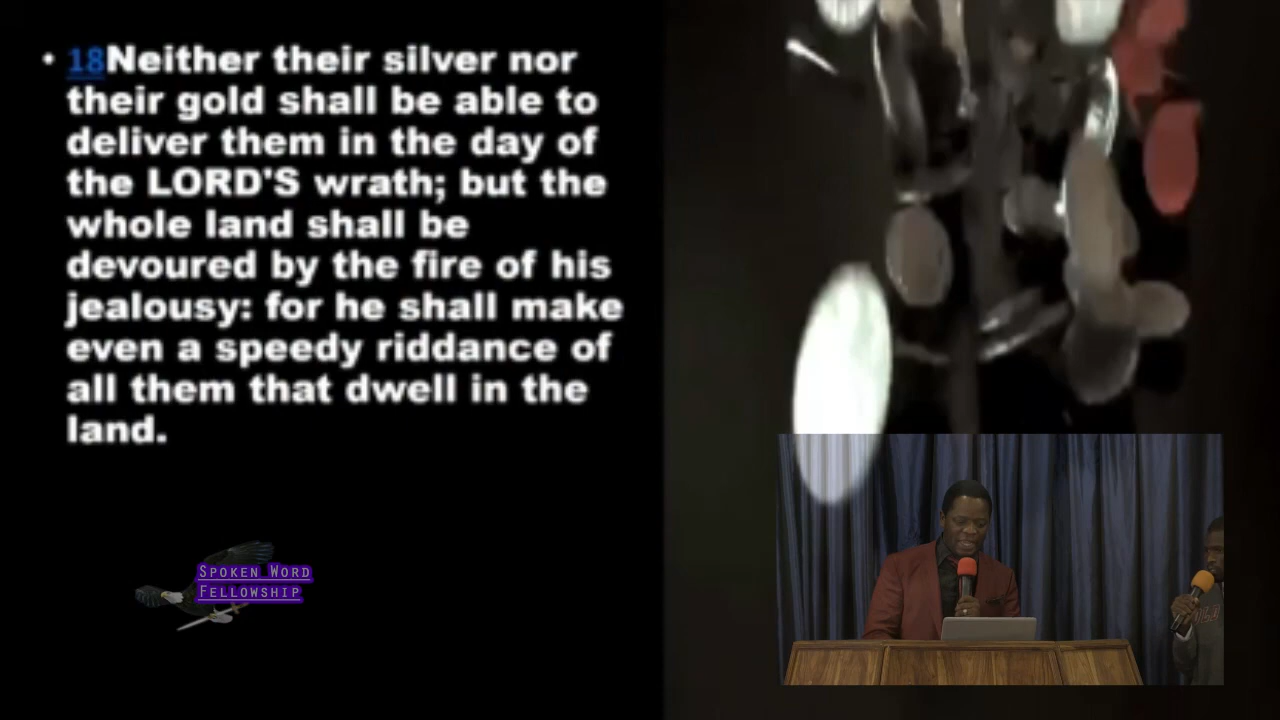 • 18Neither their silver nor
their gold shall be able to
deliver them in the day of
the LORD'S wrath; but the
whole land shall be
devoured by the fire of his
jealousy: for he shall make
even a speedy riddance of
all them that dwell in the
land.
SPOKEN WORD
FELLOWSHIP